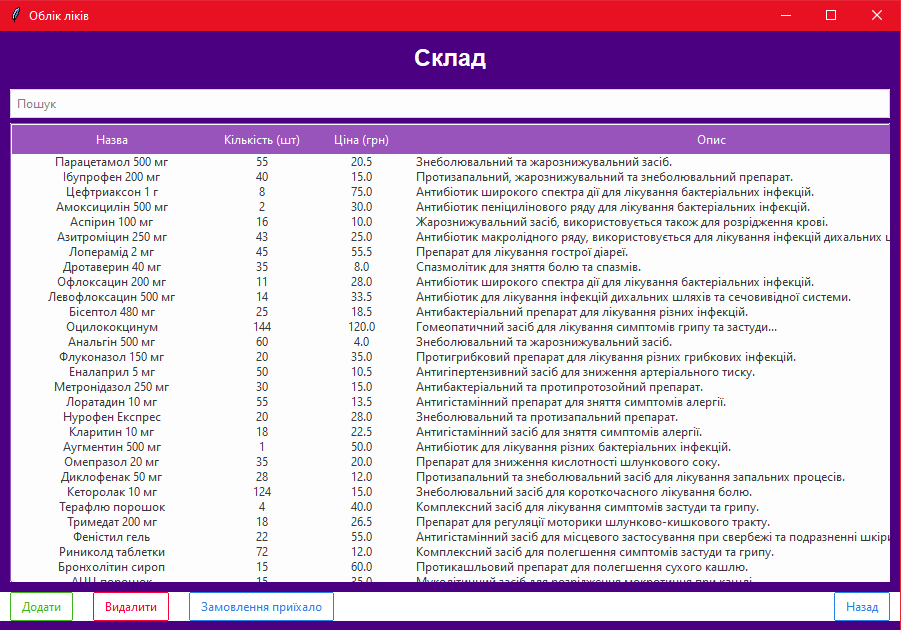 Облік ліків
Склад
Пошук
Назва Кількість (шт) Ціна (грн) Опис
Парацетамол 500 мг 55 20.5 Знеболювальний та жарознижувальний засіб.
Ібупрофен 200 мг 40 15.0 Протизапальний, жарознижувальний та знеболювальний препарат.
Цефтриаксон 1 г 8 75.0 Антибіотик широкого спектра дії для лікування бактеріальних інфекцій.
Амоксицилін 500 мг 2 30.0 Антибіотик пеніцилінового ряду для лікування бактеріальних інфекцій.
Аспірин 100 мг 16 10.0 Жарознижувальний засіб, використовується також для розрідження крові.
Азитроміцин 250 мг 43 25.0 Антибіотик макролідного ряду, використовується для лікування інфекцій дихальних
Лоперамід 2 мг 45 55.5 Препарат для лікування гострої діареї.
Дротаверин 40 мг 35 8.0 Спазмолітик для зняття болю та спазмів.
Офлоксацин 200 мг 11 28.0 Антибіотик широкого спектра дії для лікування бактеріальних інфекцій.
Левофлоксацин 500 мг 14 33.5 Антибіотик для лікування інфекцій дихальних шляхів та сечовивідної системи.
Бісептол 480 мг 25 18.5 Антибактеріальний препарат для лікування різних інфекцій.
Оцилококцинум 144 120.0 Гомеопатичний засіб для лікування симптомів грипу та застуди...
Анальгін 500 мг 60 4.0 Знеболювальний та жарознижувальний засіб.
Флуконазол 150 мг 20 35.0 Протигрибковий препарат для лікування різних грибкових інфекцій.
Еналаприл 5 мг 50 10.5 Антигіпертензивний засіб для зниження артеріального тиску.
Метронідазол 250 мг 30 15.0 Антибактеріальний та протипротозойний препарат.
Лоратадин 10 мг 55 13.5 Антигістамінний препарат для зняття симптомів алергії.
Нурофен Експрес 20 28.0 Знеболювальний та протизапальний препарат.
Кларитин 10 мг 18 22.5 Антигістамінний засіб для зняття симптомів алергії.
Аугментин 500 мг 1 50.0 Антибіотик для лікування різних бактеріальних інфекцій.
Омепразол 20 мг 35 20.0 Препарат для зниження кислотності шлункового соку.
Диклофенак 50 мг 28 12.0 Протизапальний та знеболювальний засіб для лікування запальних процесів.
Кеторолак 10 мг 124 15.0 Знеболювальний засіб для короткочасного лікування болю.
Терафлю порошок 4 40.0 Комплексний засіб для лікування симптомів застуди та грипу.
Тримедат 200 мг 18 26.5 Препарат для регуляції моторики шлунково-кишкового тракту.
Феністил гель 22 55.0 Антигістамінний засіб для місцевого застосування при свербежі та подразненні шкіри
Риниколд таблетки 72 12.0 Комплексний засіб для полегшення симптомів застуди та грипу.
Бронхолітин сироп 15 60.0 Протикашльовий препарат для полегшення сухого кашлю.
АЦЦ порошок 15 35.0 Муколітичний засіб для розрідження мокротиння при кашлі.
Додати Видалити Замовлення приїхало Назад